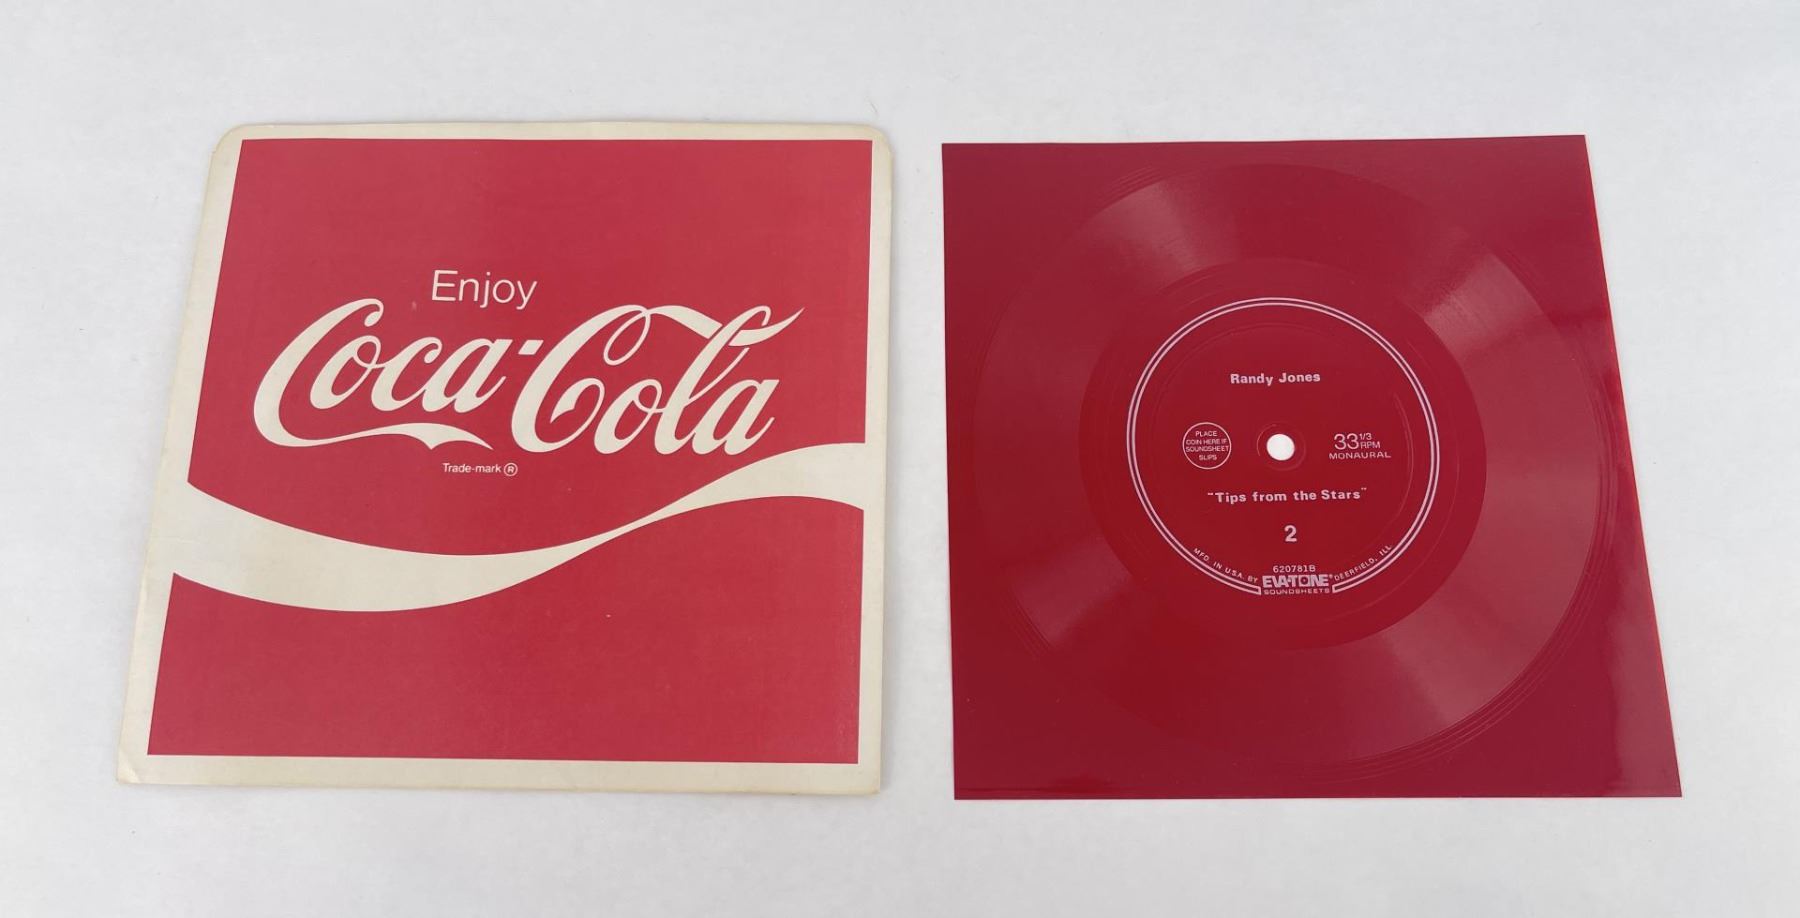 Enjoy
Coca-Cola
Trade-mark ®
Randy Jones
PLACE
COIN HERE IF
SOUNDSHEET
SLIPS
33 1/3
RPM
MONAURAL
"Tips from the Stars"
2
620781B
MFD. IN U.S.A. BY EVA-TONE® DEERFIELD, ILL
SOUNDSHEETS